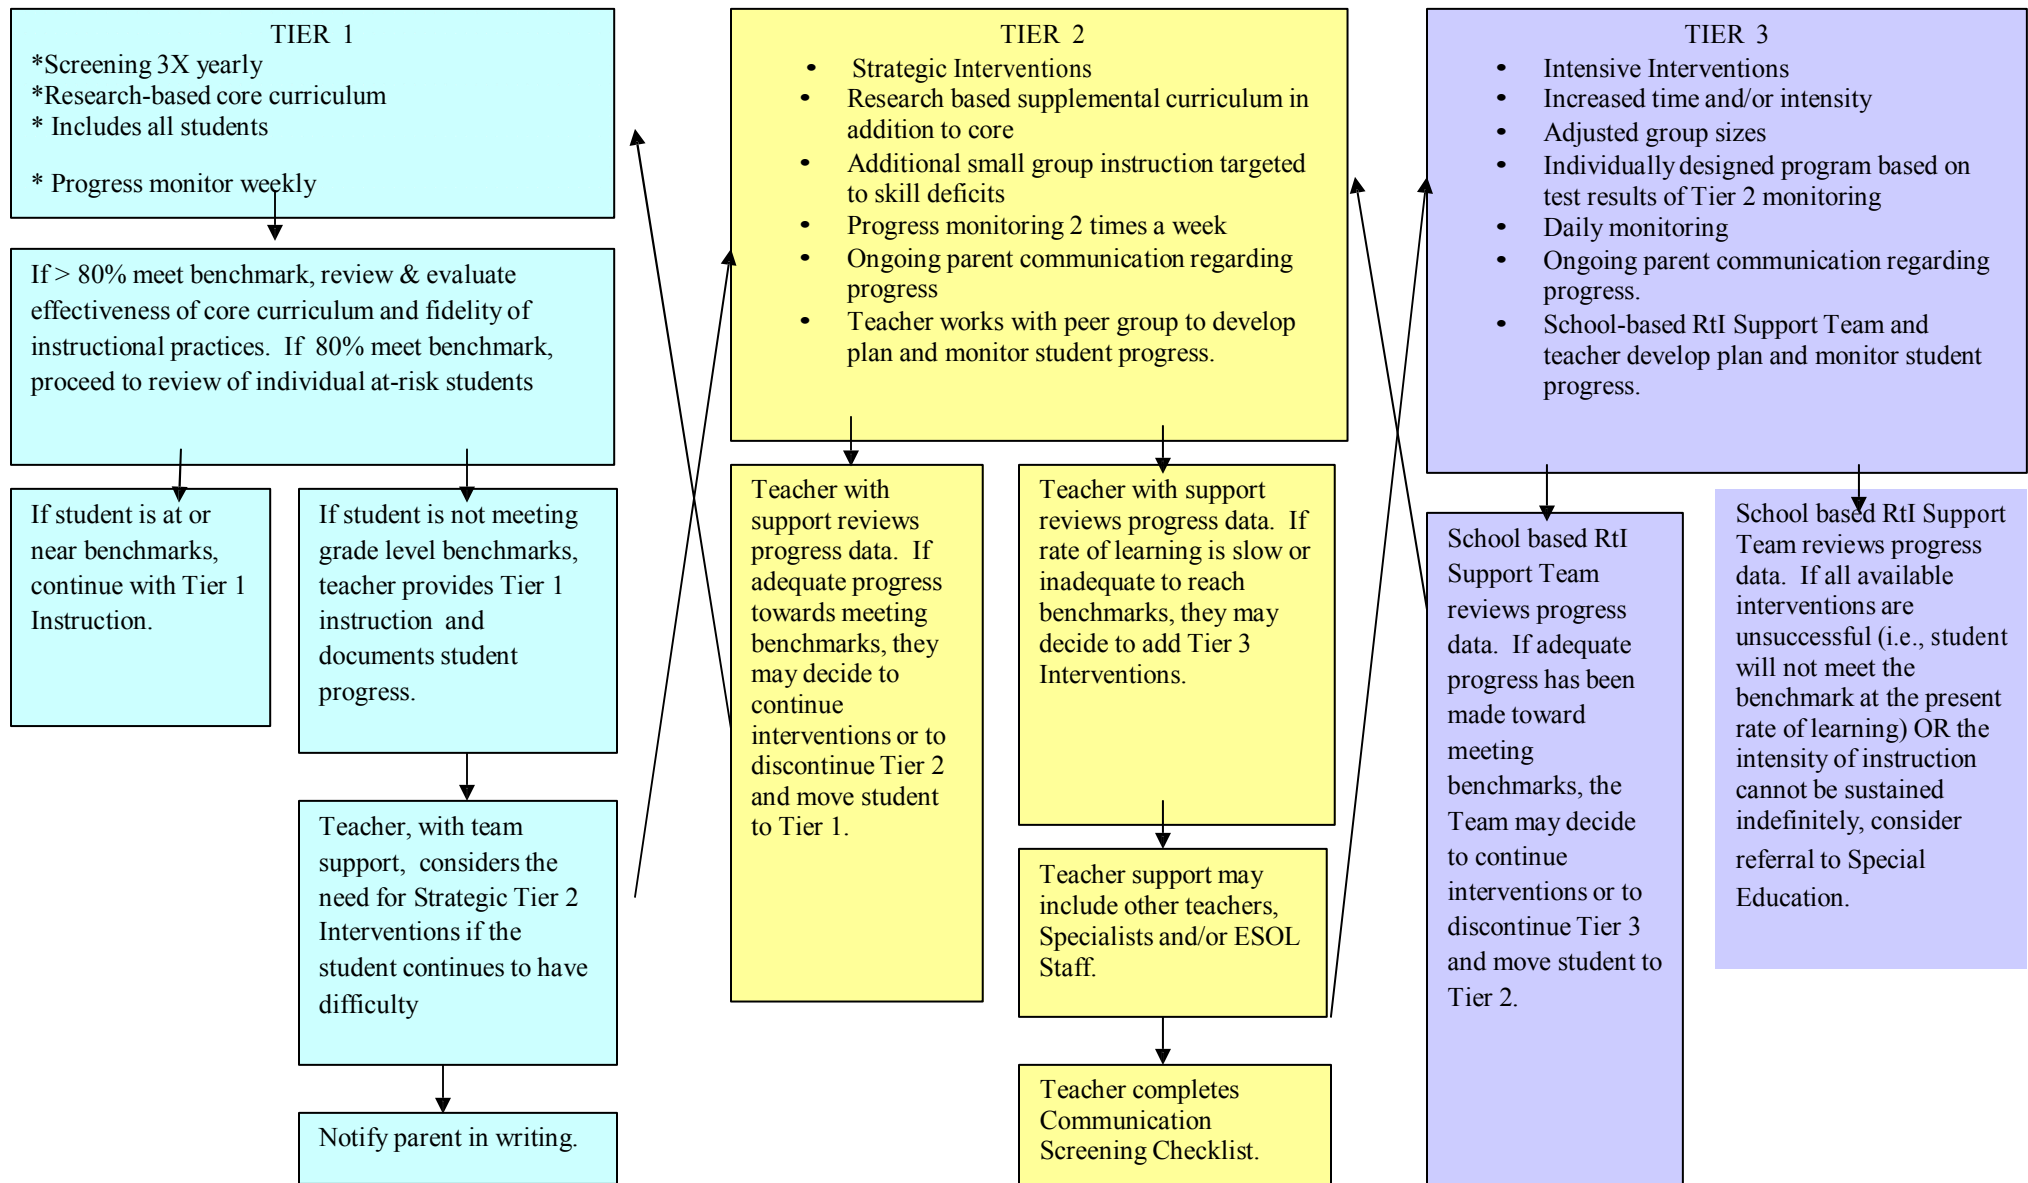 TIER 1
*Screening 3X yearly
*Research-based core curriculum
* Includes all students
* Progress monitor weekly
If > 80% meet benchmark, review & evaluate
effectiveness of core curriculum and fidelity of
instructional practices. If 80% meet benchmark,
proceed to review of individual at-risk students
If student is at or
near benchmarks,
continue with Tier 1
Instruction.
If student is not meeting
grade level benchmarks,
teacher provides Tier 1
instruction and
documents student
progress.
Teacher, with team
support, considers the
need for Strategic Tier 2
Interventions if the
student continues to have
difficulty
Notify parent in writing.
TIER 2
• Strategic Interventions
• Research based supplemental curriculum in
addition to core
• Additional small group instruction targeted
to skill deficits
• Progress monitoring 2 times a week
• Ongoing parent communication regarding
progress
• Teacher works with peer group to develop
plan and monitor student progress.
Teacher with
support reviews
progress data. If
adequate progress
towards meeting
benchmarks, they
may decide to
continue
interventions or to
discontinue Tier 2
and move student
to Tier 1.
Teacher with support
reviews progress data. If
rate of learning is slow or
inadequate to reach
benchmarks, they may
decide to add Tier 3
Interventions.
Teacher support may
include other teachers,
Specialists and/or ESOL
Staff.
Teacher completes
Communication
Screening Checklist.
TIER 3
• Intensive Interventions
• Increased time and/or intensity
• Adjusted group sizes
• Individually designed program based on
test results of Tier 2 monitoring
• Daily monitoring
• Ongoing parent communication regarding
progress.
• School-based RtI Support Team and
teacher develop plan and monitor student
progress.
School based RtI
Support Team
reviews progress
data. If adequate
progress has been
made toward
meeting
benchmarks, the
Team may decide
to continue
interventions or to
discontinue Tier 3
and move student to
Tier 2.
School based RtI Support
Team reviews progress
data. If all available
interventions are
unsuccessful (i.e., student
will not meet the
benchmark at the present
rate of learning) OR the
intensity of instruction
cannot be sustained
indefinitely, consider
referral to Special
Education.